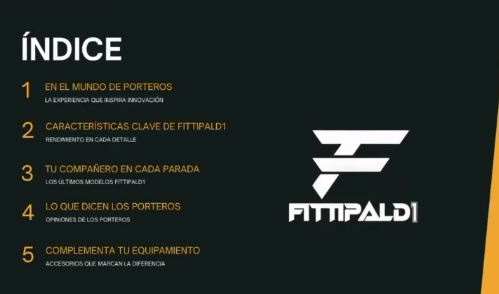 ÍNDICE
1 EN EL MUNDO DE PORTEROS
LA EXPERIENCIA QUE INSPIRA INNOVACIÓN
2 CARACTERÍSTICAS CLAVE DE FITTIPALD1
RENDIMIENTO EN CADA DETALLE
3 TU COMPAÑERO EN CADA PARADA
LOS ÚLTIMOS MODELOS FITTIPALD1
4 LO QUE DICEN LOS PORTEROS
OPINIONES DE LOS PORTEROS
5 COMPLEMENTA TU EQUIPAMIENTO
ACCESORIOS QUE MARCAN LA DIFERENCIA
FITTIPALD1